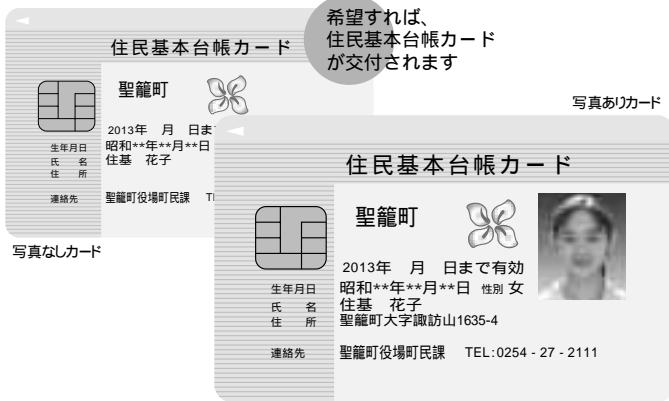 希望すれば、
住民基本台帳カード
が交付されます
住民基本台帳カード
聖籠町
2013年 月 日ま
生年月日 昭和**年**月**日
氏 名 住基 花子
住 所
連絡先 聖籠町役場町民課 TE
写真なしカード
写真ありカード
住民基本台帳カード
聖籠町
2013年 月 日まで有効
生年月日 昭和**年**月**日 性別 女
氏 名 住基 花子
住 所 聖籠町大字諏訪山1635-4
連絡先 聖籠町役場町民課 TEL:0254 - 27 - 2111